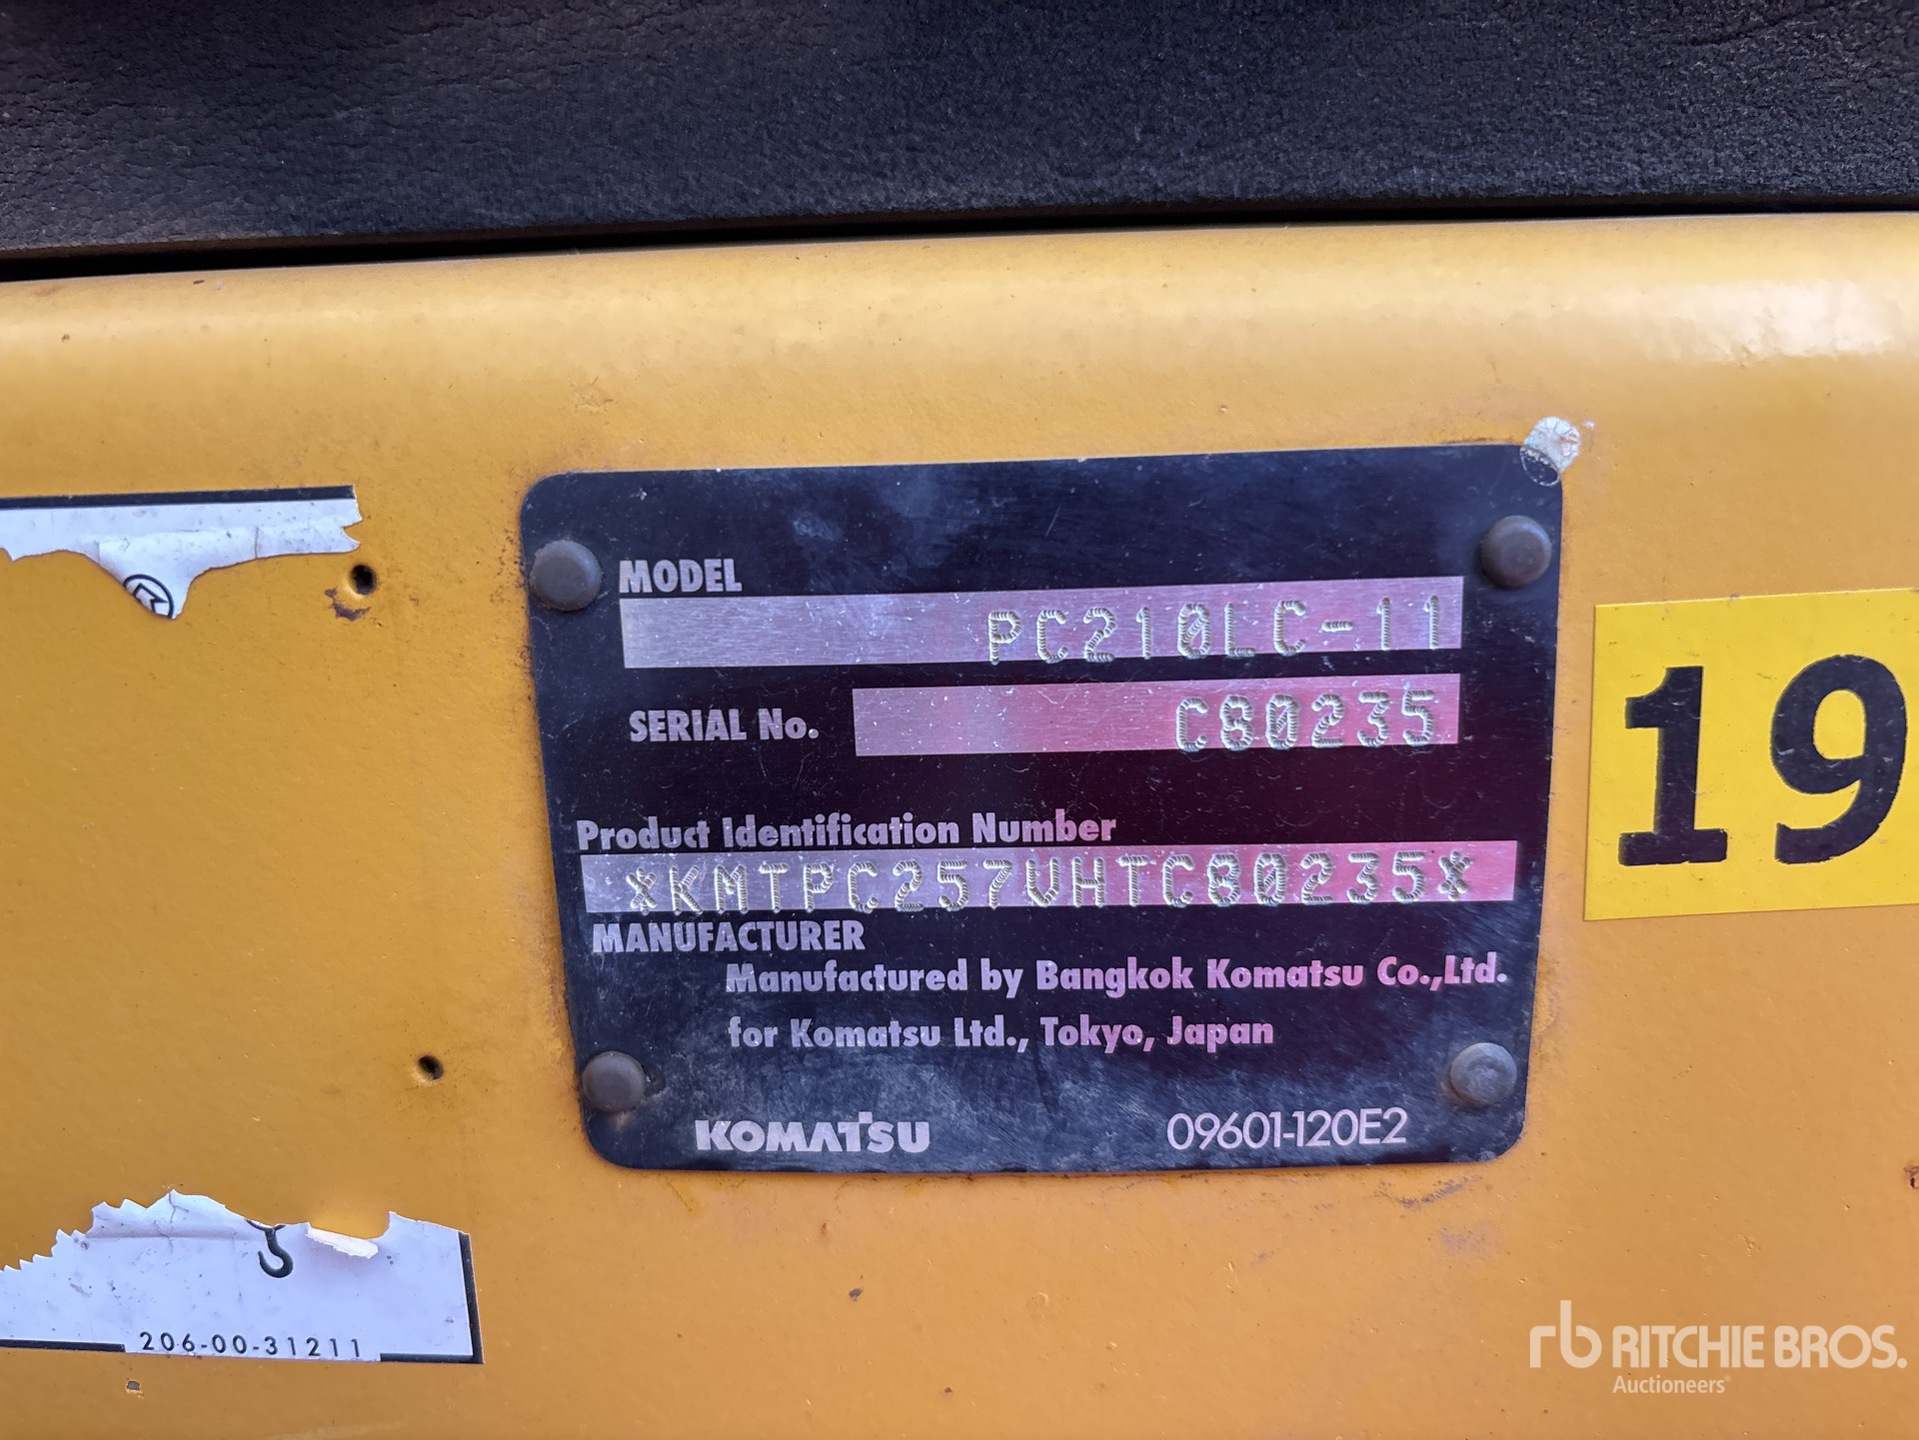 MODEL
PC210LC-11
SERIAL No.
C80235
Product Identification Number
*KMTPC257VHTC80235*
MANUFACTURER
Manufactured by Bangkok Komatsu Co.,Ltd.
for Komatsu Ltd., Tokyo, Japan
KOMATSU
09601-120E2
19
206-00-31211
rb RITCHIE BROS.
Auctioneers